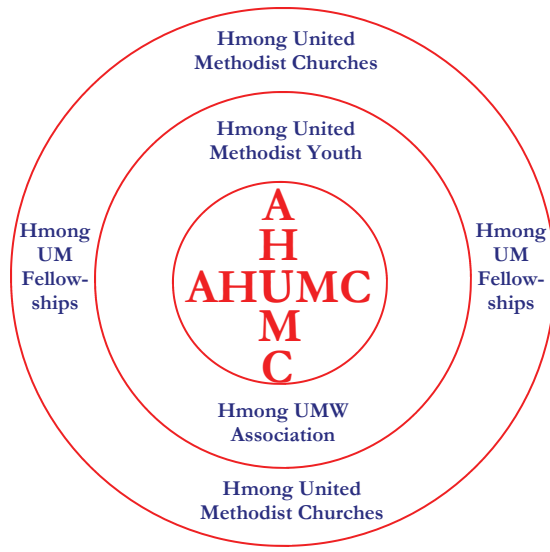 Hmong United
Methodist Churches
Hmong United
Methodist Youth
Hmong
UM
Fellow-
ships
A
H
AHUMC
M
C
Hmong
UM
Fellow-
ships
Hmong UMW
Association
Hmong United
Methodist Churches